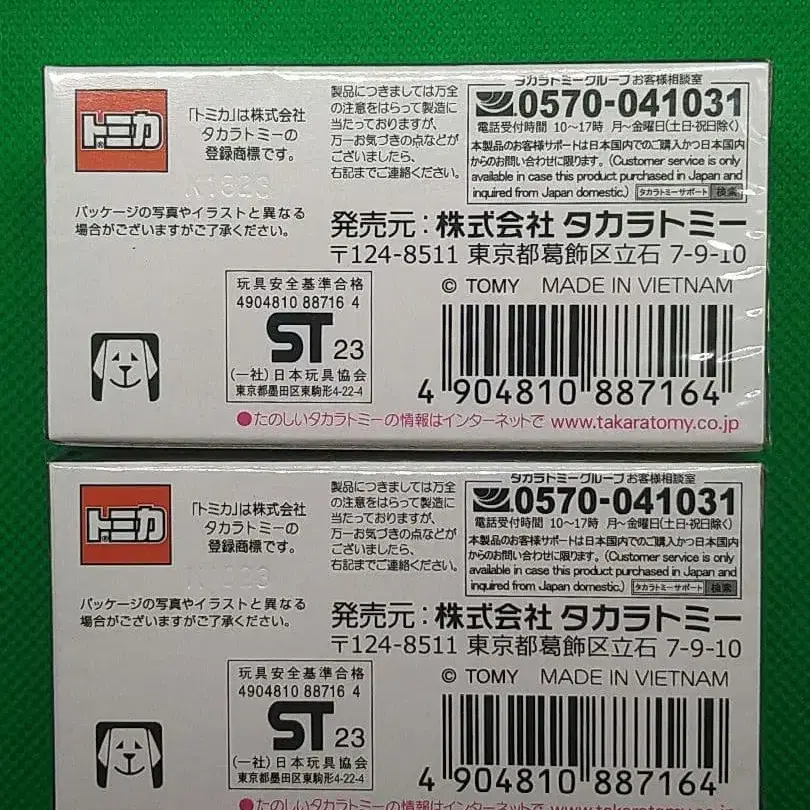 トミカ
「トミカ」は株式会社
タカラトミーの
登録商標です。
パッケージの写真やイラストと異なる
場合がございますがご了承ください。
製品につきましては万全
の注意をはらって製造に
当たっておりますが、
万一お気づきの点などが
ございましたら、
右記までご連絡ください。
タカラトミーグループお客様相談室
0570-041031
電話受付時間 10〜17時 月〜金曜日(土日・祝日除く)
本製品のお客様サポートは日本国内でのご購入かつ日本国内
からのお問い合わせに限ります。(Customer service is only
available in case this product purchased in Japan and
inquired from Japan domestic.) タカラトミーサポート 検索
発売元:株式会社 タカラトミー
〒124-8511 東京都葛飾区立石 7-9-10
© TOMY MADE IN VIETNAM
玩具安全基準合格
4904810 88716 4
ST 23
(一社)日本玩具協会
東京都墨田区東駒形4-22-4
4 904810 887164
●たのしいタカラトミーの情報はインターネットで www.takaratomy.co.jp
トミカ
「トミカ」は株式会社
タカラトミーの
登録商標です。
パッケージの写真やイラストと異なる
場合がございますがご了承ください。
製品につきましては万全
の注意をはらって製造に
当たっておりますが、
万一お気づきの点などが
ございましたら、
右記までご連絡ください。
タカラトミーグループお客様相談室
0570-041031
電話受付時間 10〜17時 月〜金曜日(土日・祝日除く)
本製品のお客様サポートは日本国内でのご購入かつ日本国内
からのお問い合わせに限ります。(Customer service is only
available in case this product purchased in Japan and
inquired from Japan domestic.) タカラトミーサポート 検索
発売元:株式会社 タカラトミー
〒124-8511 東京都葛飾区立石 7-9-10
© TOMY MADE IN VIETNAM
玩具安全基準合格
4904810 88716 4
ST 23
(一社)日本玩具協会
東京都墨田区東駒形4-22-4
4 904810 887164
●たのしいタカラトミーの情報はインターネットで www.takaratomy.co.jp